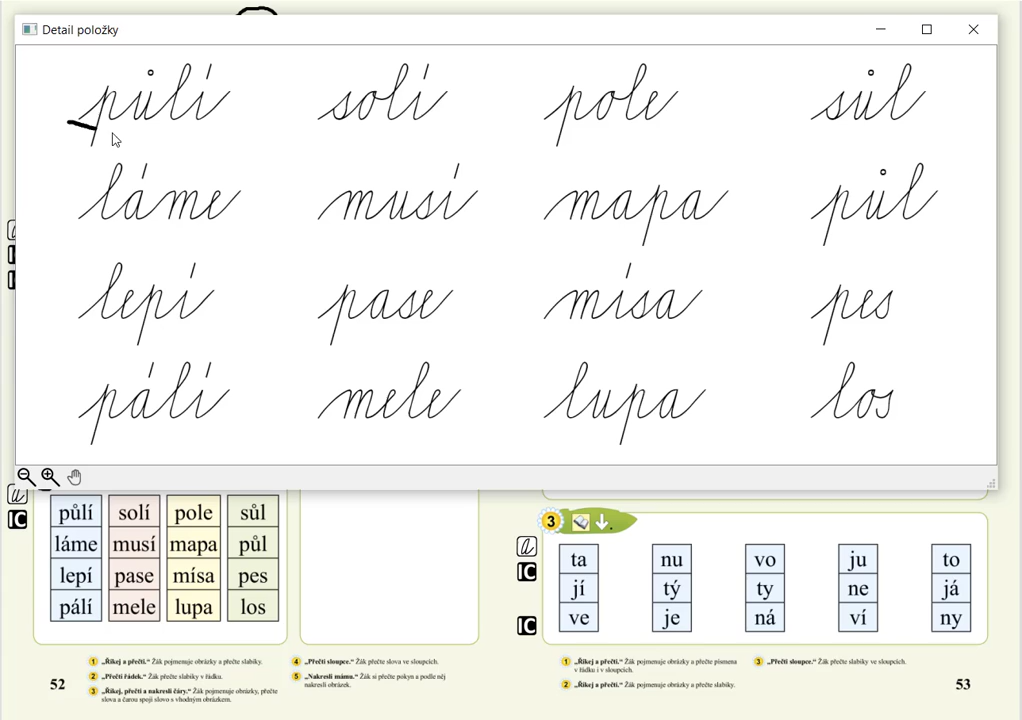 Detail položky
půlí solí pole sůl
láme musí mapa půl
lepí pase mísa pes
pálí mele lupa los
půlí solí pole sůl
láme musí mapa půl
lepí pase mísa pes
pálí mele lupa los
3
ta nu vo ju to
jí tý ty ne já
ve je ná ví ny
IC
IC
IC
1 „Říkej a přečti.“ Žák pojmenuje obrázky a přečte slabiky.
2 „Přečti řádek.“ Žák přečte slabiky v řádku.
3 „Říkej, přečti a nakresli čáry.“ Žák pojmenuje obrázky, přečte
slova a čarou spojí slovo s vhodným obrázkem.
4 „Přečti sloupce.“ Žák přečte slova ve sloupcích.
5 „Nakresli mámu.“ Žák si přečte pokyn a podle něj
nakreslí obrázek.
52
1 „Říkej a přečti.“ Žák pojmenuje obrázky a přečte písmena
v řádku i v sloupcích.
2 „Říkej a přečti.“ Žák pojmenuje obrázky a přečte slabiky.
3 „Přečti sloupce.“ Žák přečte slabiky ve sloupcích.
53